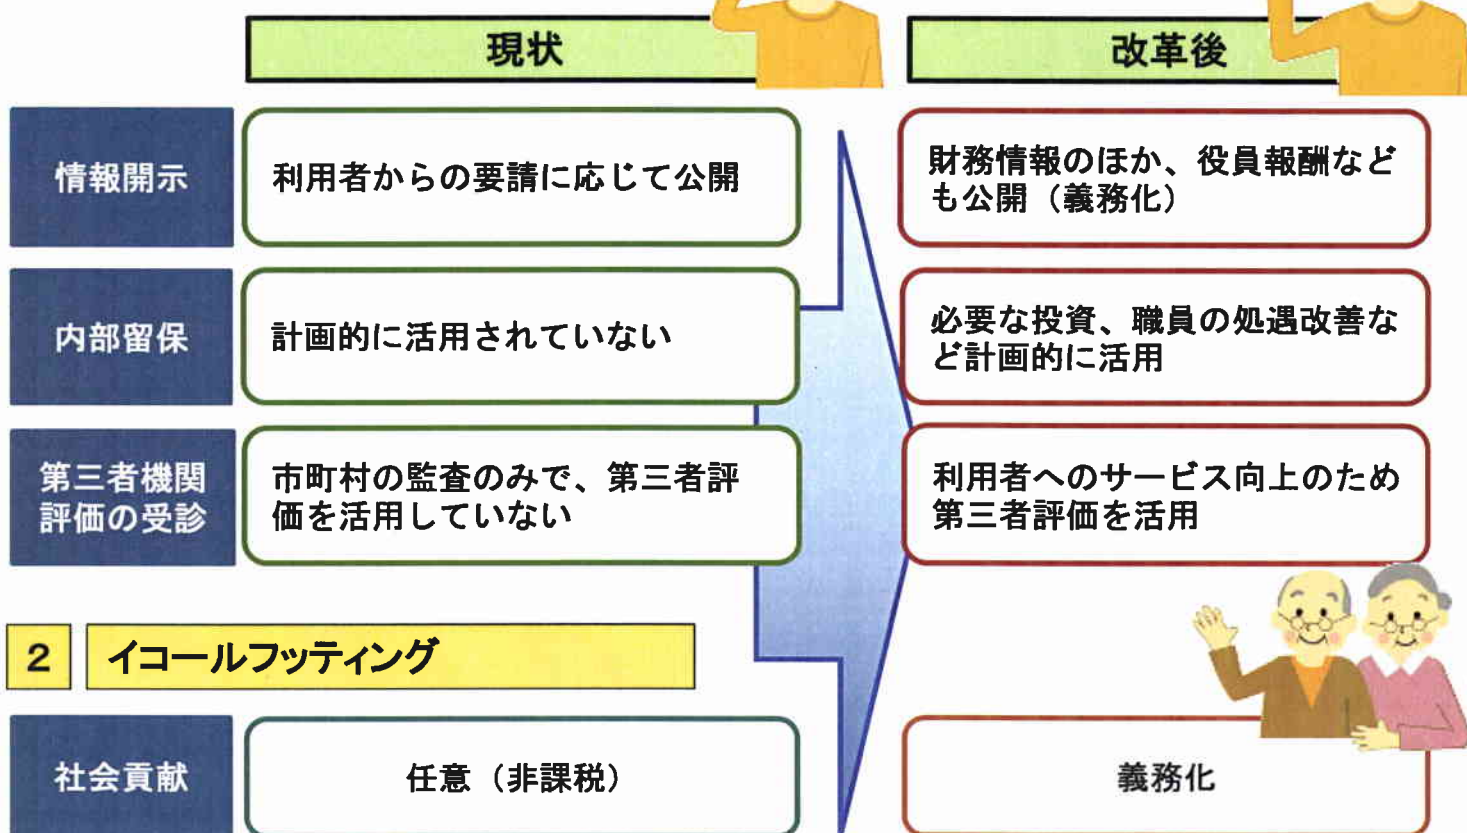 現状
改革後
情報開示
利用者からの要請に応じて公開
財務情報のほか、役員報酬など
も公開（義務化）
内部留保
計画的に活用されていない
必要な投資、職員の処遇改善な
ど計画的に活用
第三者機関
評価の受診
市町村の監査のみで、第三者評
価を活用していない
利用者へのサービス向上のため
第三者評価を活用
2 イコールフッティング
社会貢献
任意（非課税）
義務化